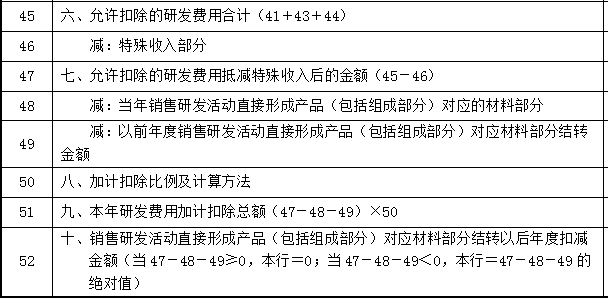 45 六、允许扣除的研发费用合计（41+43+44）
46 减：特殊收入部分
47 七、允许扣除的研发费用抵减特殊收入后的金额（45-46）
48 减：当年销售研发活动直接形成产品（包括组成部分）对应的材料部分
49 减：以前年度销售研发活动直接形成产品（包括组成部分）对应材料部分结转
金额
50 八、加计扣除比例及计算方法
51 九、本年研发费用加计扣除总额（47-48-49）×50
52 十、销售研发活动直接形成产品（包括组成部分）对应材料部分结转以后年度扣减
金额（当47-48-49≥0，本行=0；当47-48-49<0，本行=47-48-49的
绝对值）